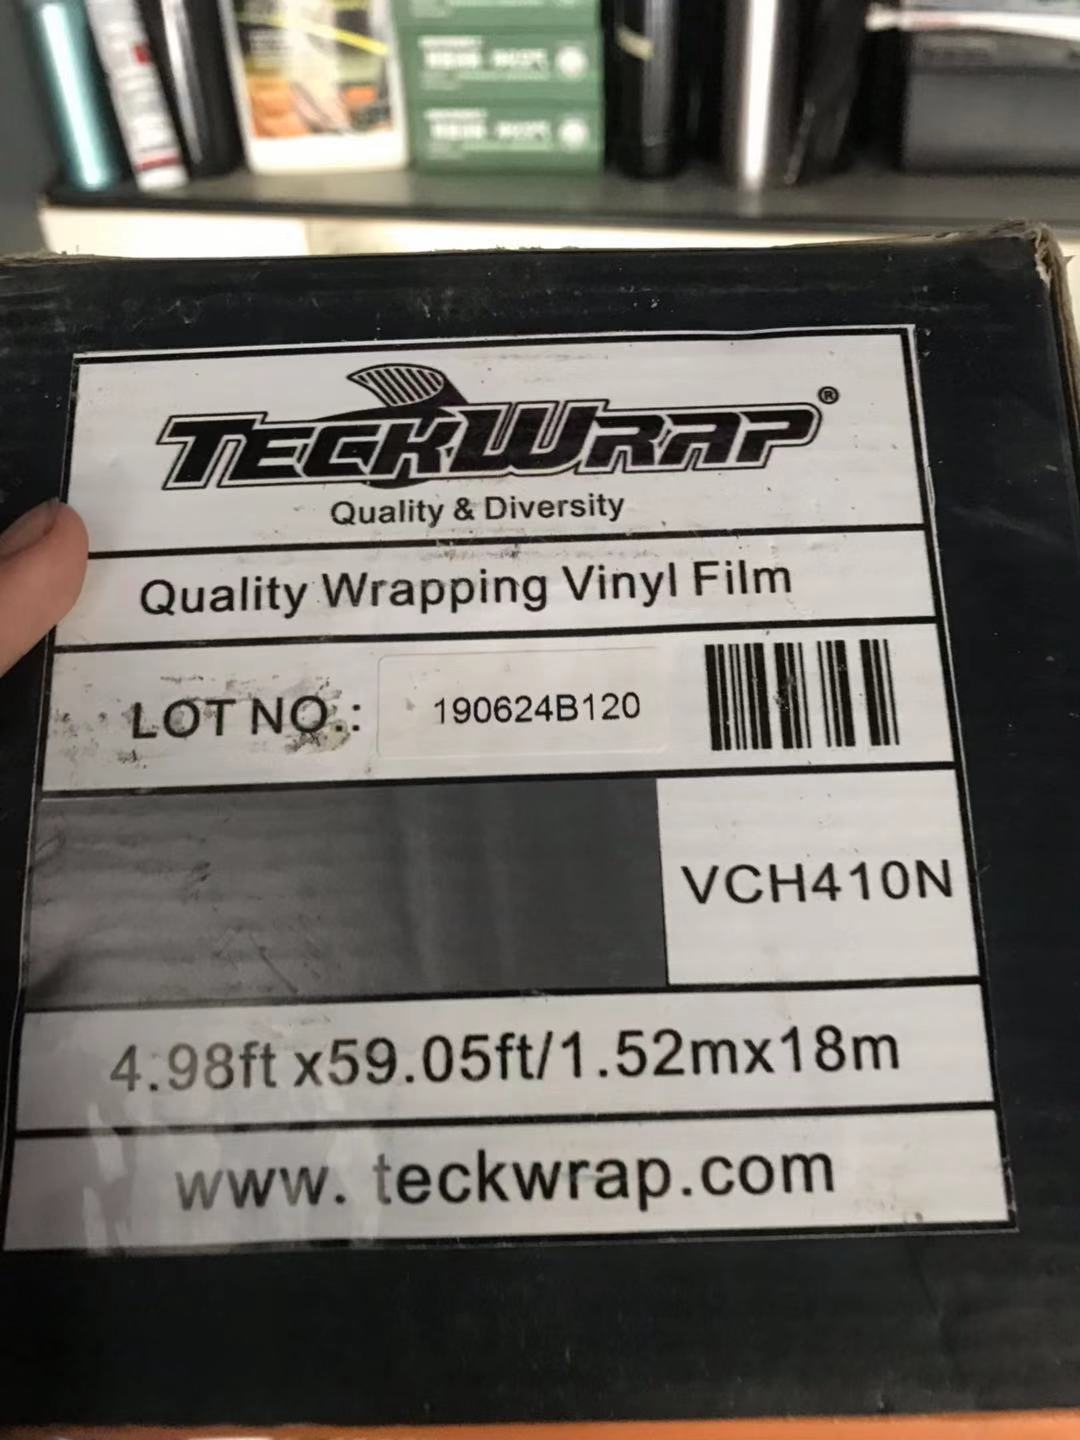 TECKWRAP®
Quality & Diversity
Quality Wrapping Vinyl Film
LOT NO.: 190624B120
VCH410N
4.98ft x59.05ft/1.52mx18m
www. teckwrap.com